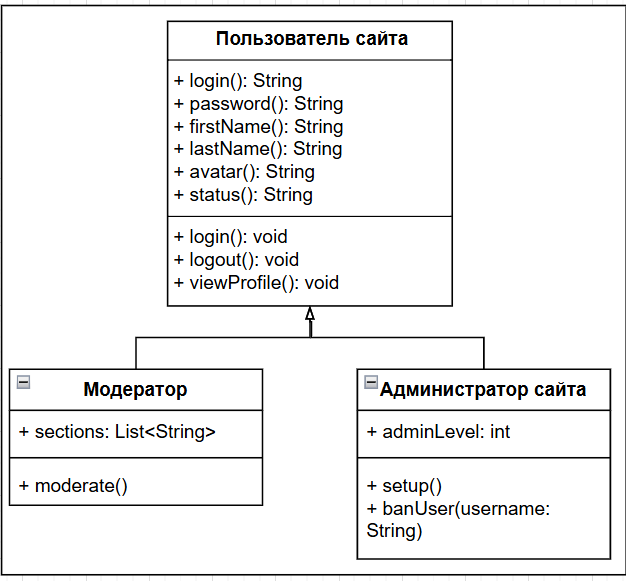 Пользователь сайта
+ login(): String
+ password(): String
+ firstName(): String
+ lastName(): String
+ avatar(): String
+ status(): String
+ login(): void
+ logout(): void
+ viewProfile(): void
Модератор
+ sections: List<String>
+ moderate()
Администратор сайта
+ adminLevel: int
+ setup()
+ banUser(username:
String)